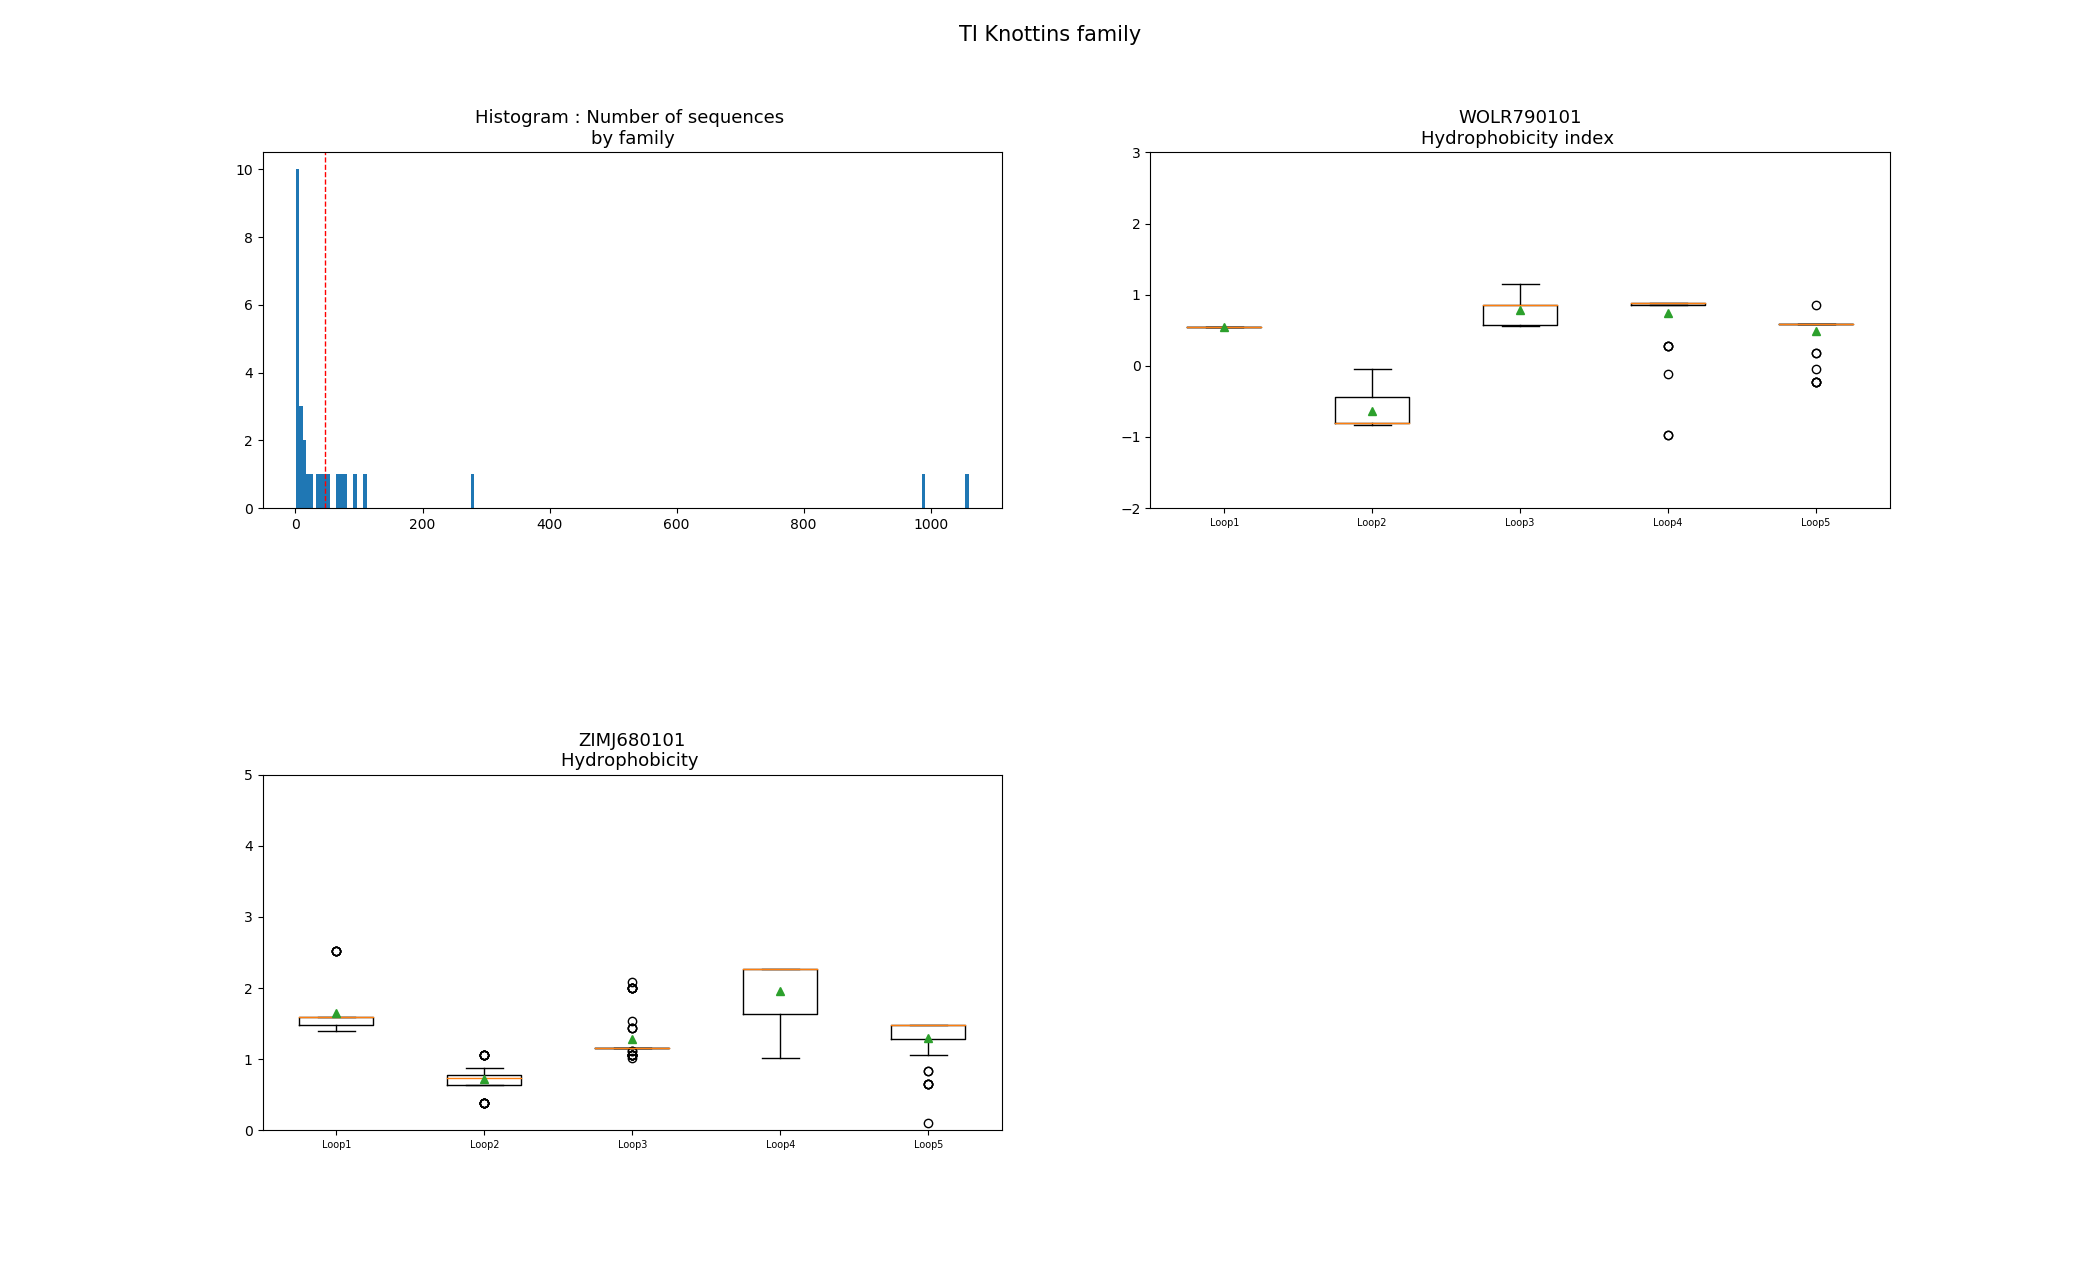 TI Knottins family
Histogram : Number of sequences
by family
10
8
6
4
2
0
0 200 400 600 800 1000
WOLR790101
Hydrophobicity index
3
2
1
0
−1
−2
Loop1 Loop2 Loop3 Loop4 Loop5
ZIMJ680101
Hydrophobicity
5
4
3
2
1
0
Loop1 Loop2 Loop3 Loop4 Loop5